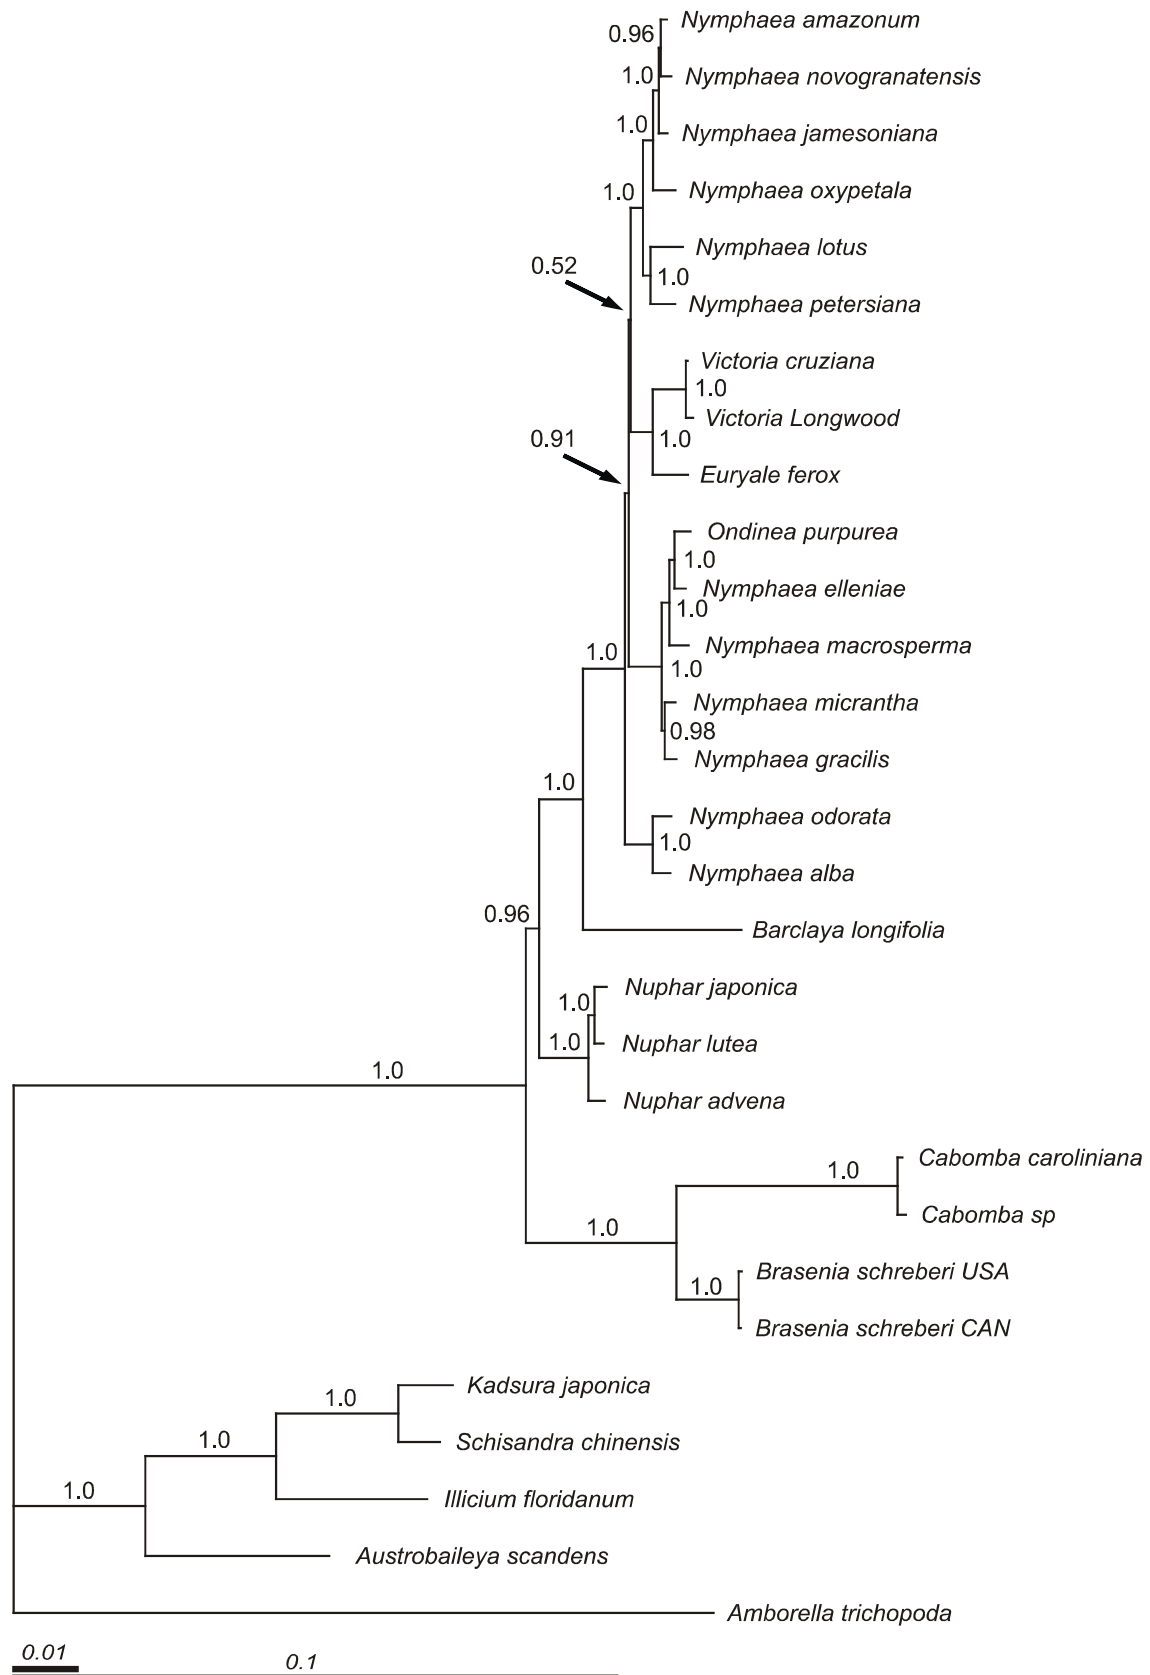 Nymphaea amazonum
0.96
Nymphaea novogranatensis
1.0
Nymphaea jamesoniana
1.0
Nymphaea oxypetala
1.0
Nymphaea lotus
0.52
1.0
Nymphaea petersiana
Victoria cruziana
1.0
Victoria Longwood
0.91
1.0
Euryale ferox
Ondinea purpurea
1.0
Nymphaea elleniae
1.0
Nymphaea macrosperma
1.0
1.0
Nymphaea micrantha
0.98
Nymphaea gracilis
1.0
Nymphaea odorata
1.0
Nymphaea alba
0.96
Barclaya longifolia
Nuphar japonica
1.0
Nuphar lutea
1.0
1.0
Nuphar advena
Cabomba caroliniana
1.0
Cabomba sp
1.0
Brasenia schreberi USA
1.0
Brasenia schreberi CAN
Kadsura japonica
1.0
Schisandra chinensis
1.0
1.0
Illicium floridanum
Austrobaileya scandens
Amborella trichopoda
0.01
0.1